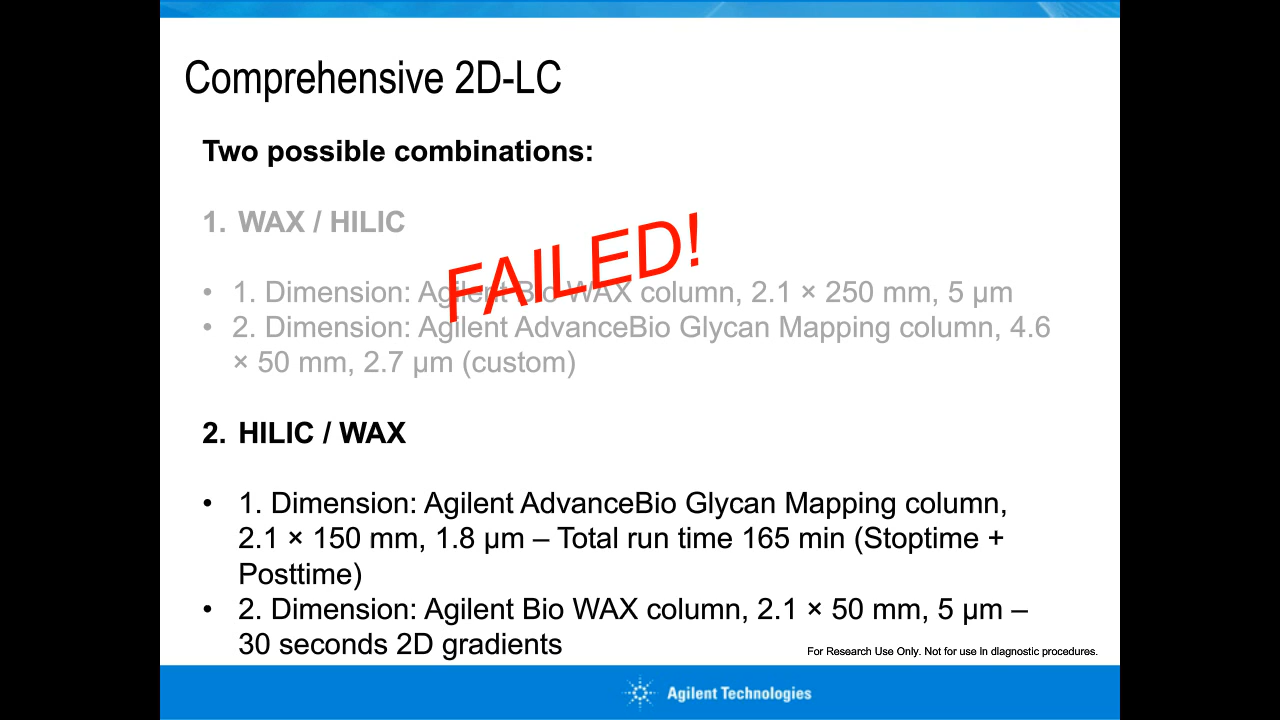 Comprehensive 2D-LC
Two possible combinations:
1. WAX / HILIC
FAILED!
• 1. Dimension: Agilent Bio WAX column, 2.1 × 250 mm, 5 µm
• 2. Dimension: Agilent AdvanceBio Glycan Mapping column, 4.6
× 50 mm, 2.7 µm (custom)
2. HILIC / WAX
• 1. Dimension: Agilent AdvanceBio Glycan Mapping column,
2.1 × 150 mm, 1.8 µm – Total run time 165 min (Stoptime +
Posttime)
• 2. Dimension: Agilent Bio WAX column, 2.1 × 50 mm, 5 µm –
30 seconds 2D gradients
For Research Use Only. Not for use in diagnostic procedures.
Agilent Technologies